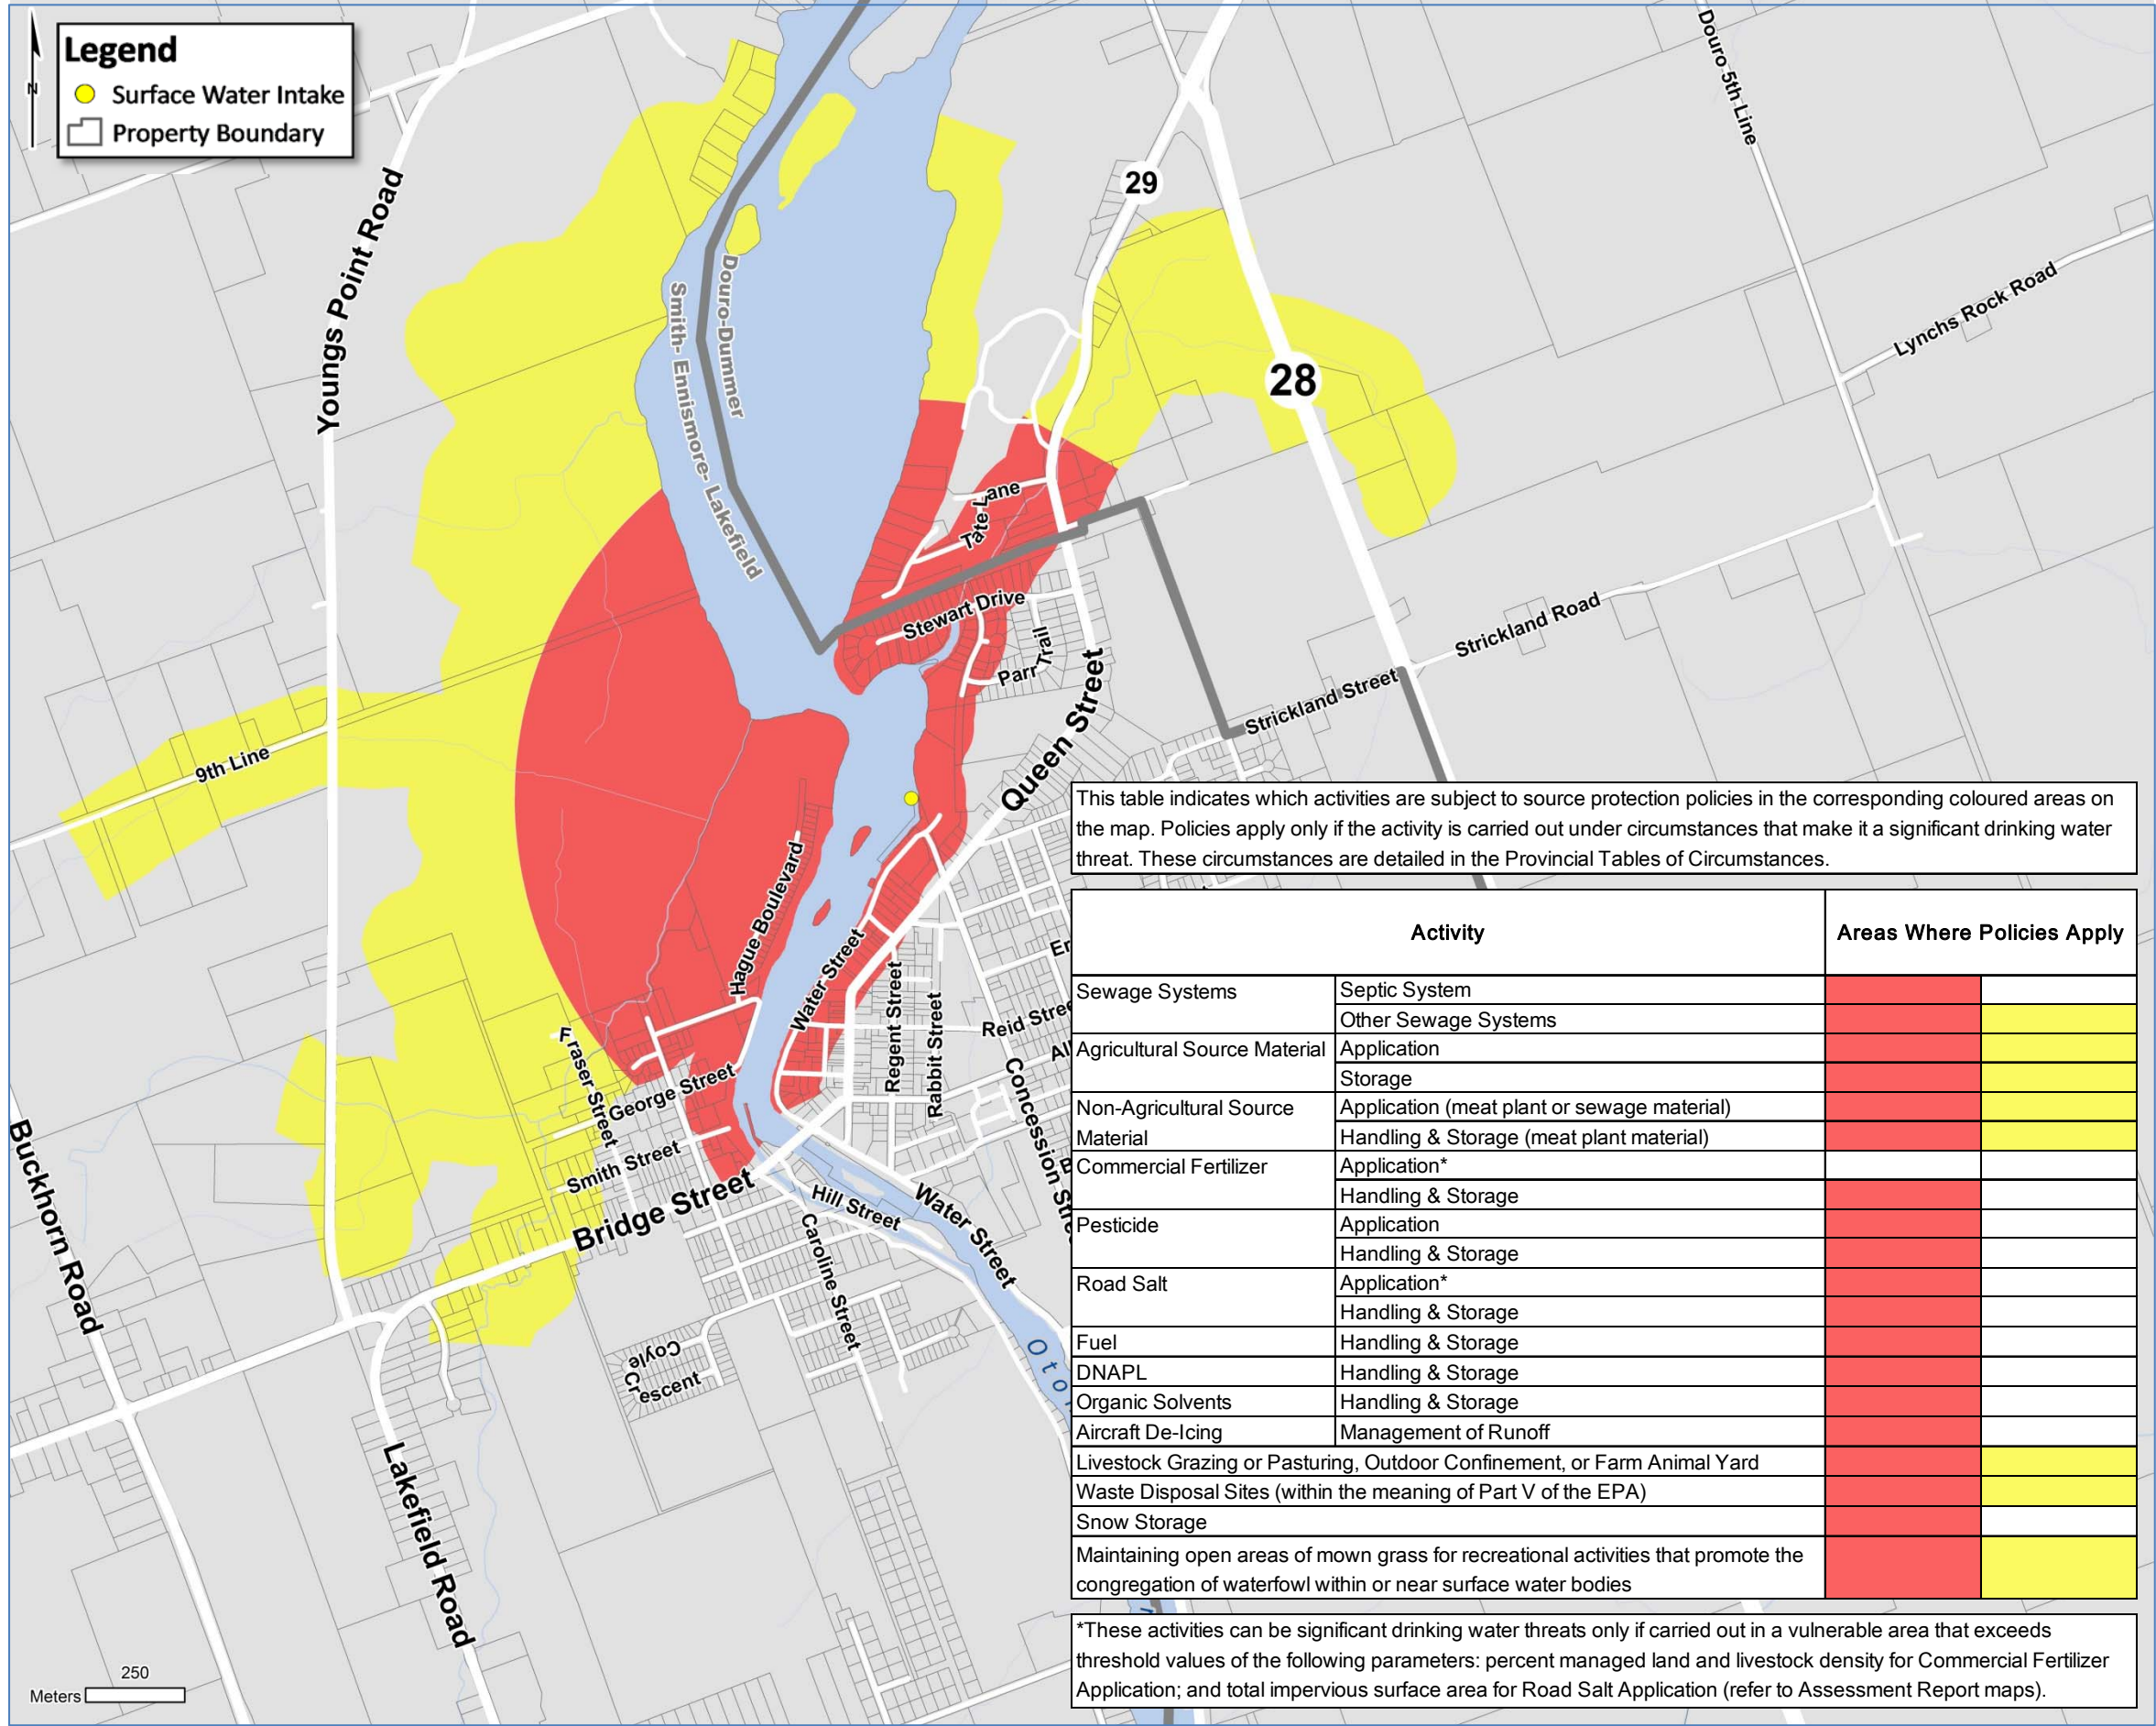 Legend
N
Surface Water Intake
Property Boundary
Douro 5th Line
29
Youngs Point Road
Lynchs Rock Road
Douro-Dummer
Smith- Ennismore- Lakefield
28
Tate Lane
Stewart Drive
Strickland Road
Parr Trail
Strickland Street
Queen Street
9th Line
Hague Boulevard
Water Street
Regent Street
Rabbit Street
Reid Stree
Er
Al
Concession Stre
Fraser Street
George Street
Smith Street
Bridge Street
Hill Street
Water Street
Caroline Street
Coyle
Crescent
Buckhorn Road
Lakefield Road
O t o
250
Meters
This table indicates which activities are subject to source protection policies in the corresponding coloured areas on
the map. Policies apply only if the activity is carried out under circumstances that make it a significant drinking water
threat. These circumstances are detailed in the Provincial Tables of Circumstances.
Activity Areas Where Policies Apply
Sewage Systems Septic System
Other Sewage Systems
Agricultural Source Material Application
Storage
Non-Agricultural Source Application (meat plant or sewage material)
Material Handling & Storage (meat plant material)
Commercial Fertilizer Application*
Handling & Storage
Pesticide Application
Handling & Storage
Road Salt Application*
Handling & Storage
Fuel Handling & Storage
DNAPL Handling & Storage
Organic Solvents Handling & Storage
Aircraft De-Icing Management of Runoff
Livestock Grazing or Pasturing, Outdoor Confinement, or Farm Animal Yard
Waste Disposal Sites (within the meaning of Part V of the EPA)
Snow Storage
Maintaining open areas of mown grass for recreational activities that promote the
congregation of waterfowl within or near surface water bodies
*These activities can be significant drinking water threats only if carried out in a vulnerable area that exceeds
threshold values of the following parameters: percent managed land and livestock density for Commercial Fertilizer
Application; and total impervious surface area for Road Salt Application (refer to Assessment Report maps).